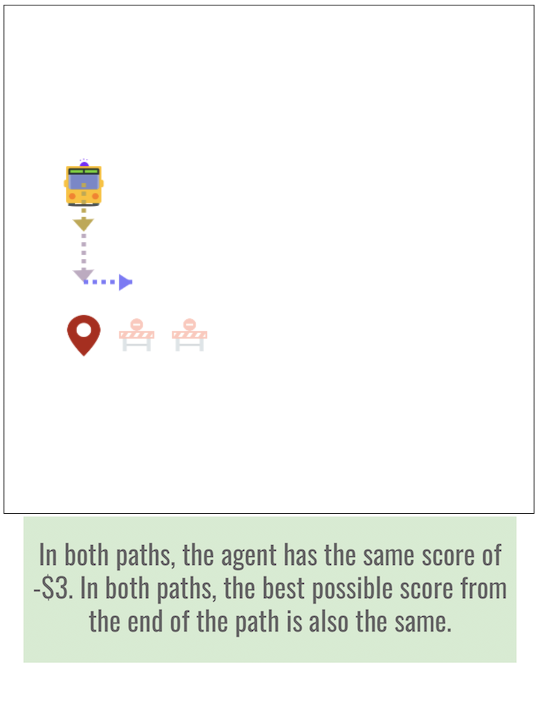 In both paths, the agent has the same score of
-$3. In both paths, the best possible score from
the end of the path is also the same.